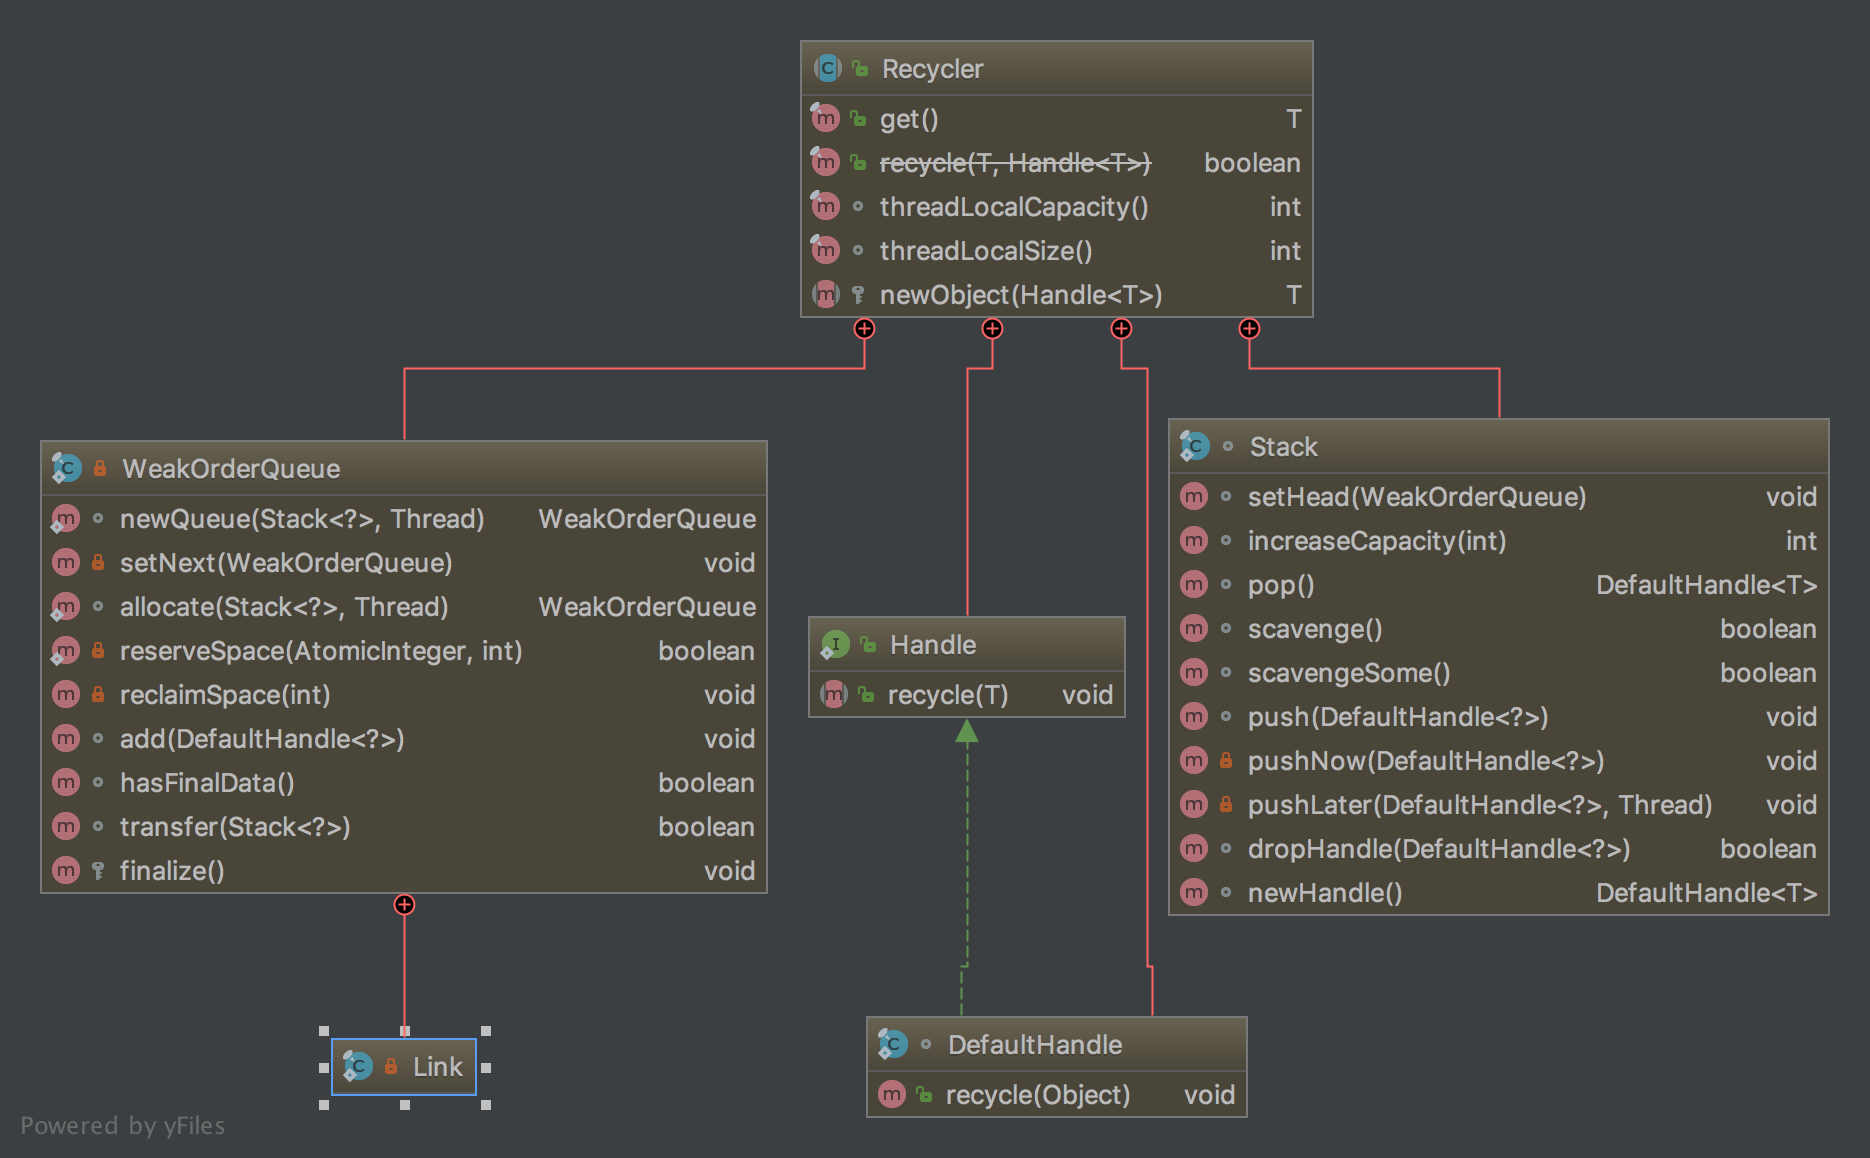 Recycler
get() T
recycle(T, Handle<T>) boolean
threadLocalCapacity() int
threadLocalSize() int
newObject(Handle<T>) T
WeakOrderQueue
newQueue(Stack<?>, Thread) WeakOrderQueue
setNext(WeakOrderQueue) void
allocate(Stack<?>, Thread) WeakOrderQueue
reserveSpace(AtomicInteger, int) boolean
reclaimSpace(int) void
add(DefaultHandle<?>) void
hasFinalData() boolean
transfer(Stack<?>) boolean
finalize() void
Handle
recycle(T) void
Stack
setHead(WeakOrderQueue) void
increaseCapacity(int) int
pop() DefaultHandle<T>
scavenge() boolean
scavengeSome() boolean
push(DefaultHandle<?>) void
pushNow(DefaultHandle<?>) void
pushLater(DefaultHandle<?>, Thread) void
dropHandle(DefaultHandle<?>) boolean
newHandle() DefaultHandle<T>
Link
DefaultHandle
recycle(Object) void
Powered by yFiles